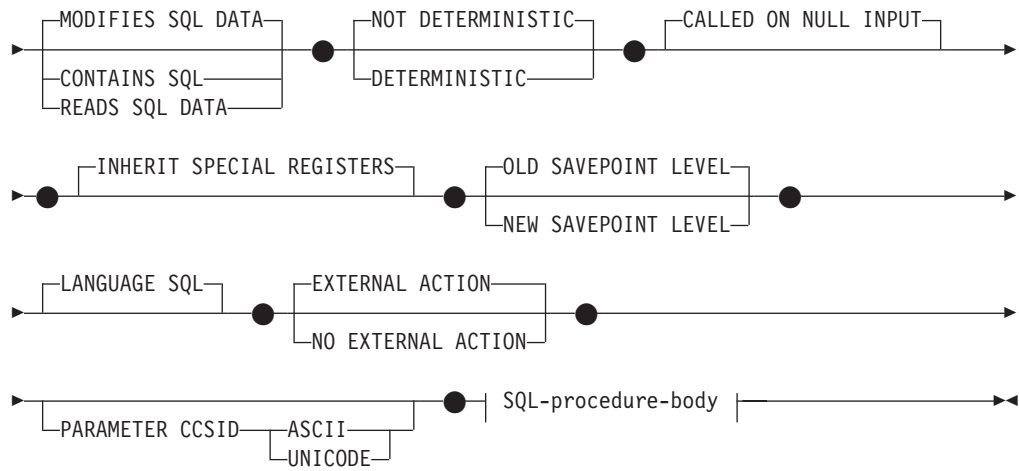 MODIFIES SQL DATA
NOT DETERMINISTIC
CALLED ON NULL INPUT
CONTAINS SQL
DETERMINISTIC
READS SQL DATA
INHERIT SPECIAL REGISTERS
OLD SAVEPOINT LEVEL
NEW SAVEPOINT LEVEL
LANGUAGE SQL
EXTERNAL ACTION
NO EXTERNAL ACTION
SQL-procedure-body
PARAMETER CCSID
ASCII
UNICODE